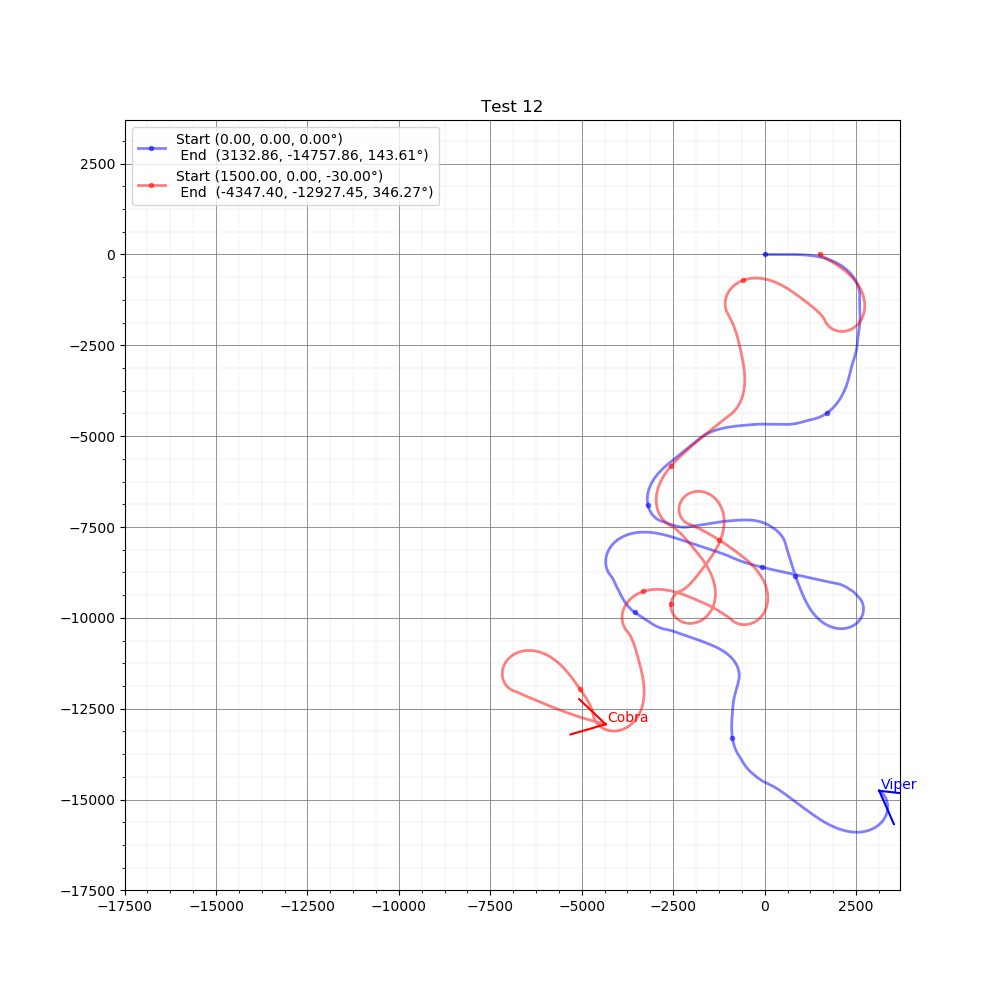 Test 12
Start (0.00, 0.00, 0.00°)
End (3132.86, -14757.86, 143.61°)
Start (1500.00, 0.00, -30.00°)
End (-4347.40, -12927.45, 346.27°)
2500
0
−2500
−5000
−7500
−10000
−12500
−15000
−17500
Cobra
Viper
−17500 −15000 −12500 −10000 −7500 −5000 −2500 0 2500